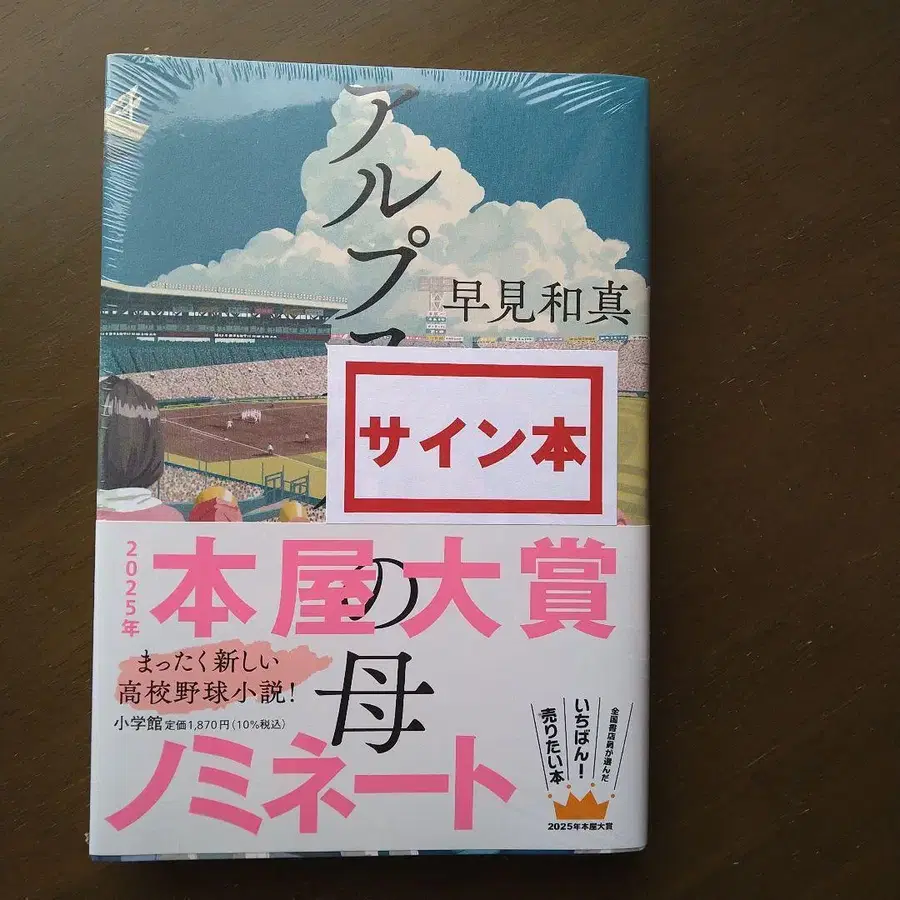 アルプス
の母
早見和真
サイン本
2025年
本屋大賞
ノミネート
まったく新しい
高校野球小説!
小学館 定価1,870円(10%税込)
全国書店員が選んだ
いちばん!
売りたい本
2025年本屋大賞